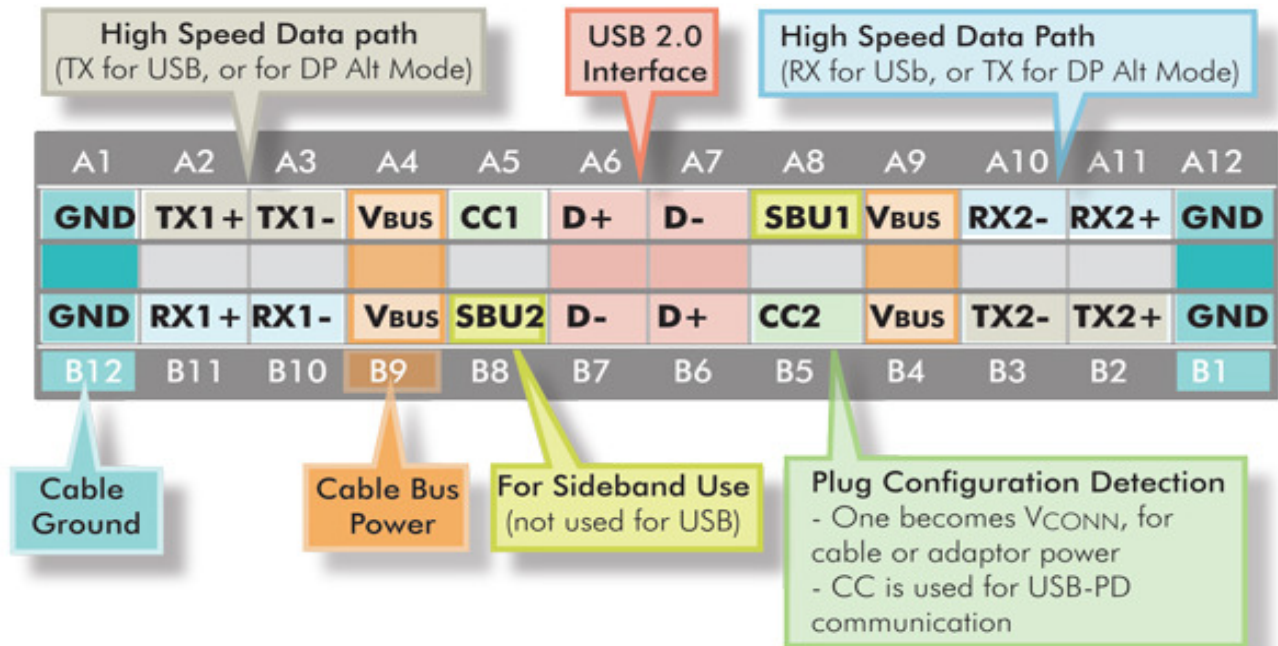 High Speed Data path
(TX for USB, or for DP Alt Mode)
USB 2.0
Interface
High Speed Data Path
(RX for USb, or TX for DP Alt Mode)
A1 A2 A3 A4 A5 A6 A7 A8 A9 A10 A11 A12
GND TX1+ TX1- VBUS CC1 D+ D- SBU1 VBUS RX2- RX2+ GND
GND RX1+ RX1- VBUS SBU2 D- D+ CC2 VBUS TX2- TX2+ GND
B12 B11 B10 B9 B8 B7 B6 B5 B4 B3 B2 B1
Cable
Ground
Cable Bus
Power
For Sideband Use
(not used for USB)
Plug Configuration Detection
- One becomes VCONN, for
cable or adaptor power
- CC is used for USB-PD
communication